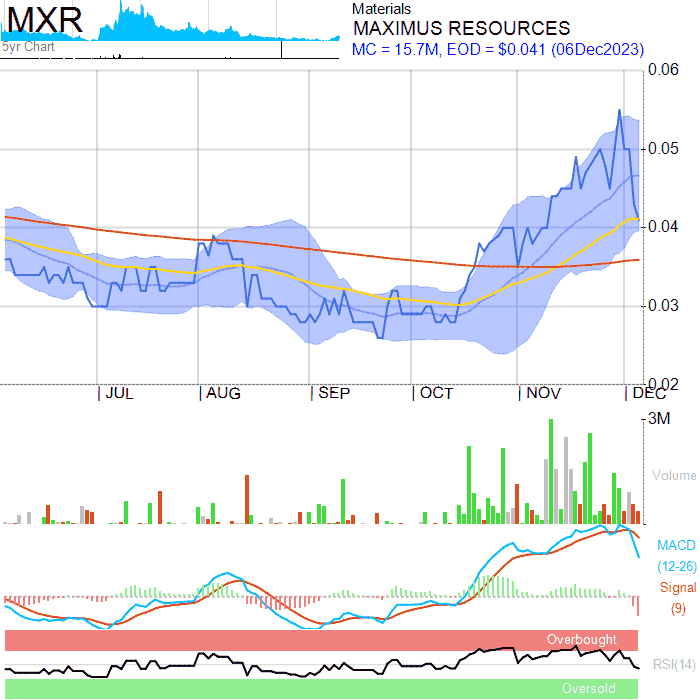 MXR
5yr Chart
Materials
MAXIMUS RESOURCES
MC = 15.7M, EOD = $0.041 (06Dec2023)
0.06
0.05
0.04
0.03
0.02
JUL
AUG
SEP
OCT
NOV
DEC
3M
Volume
MACD
(12-26)
Signal
(9)
Overbought
RSI(14)
Oversold